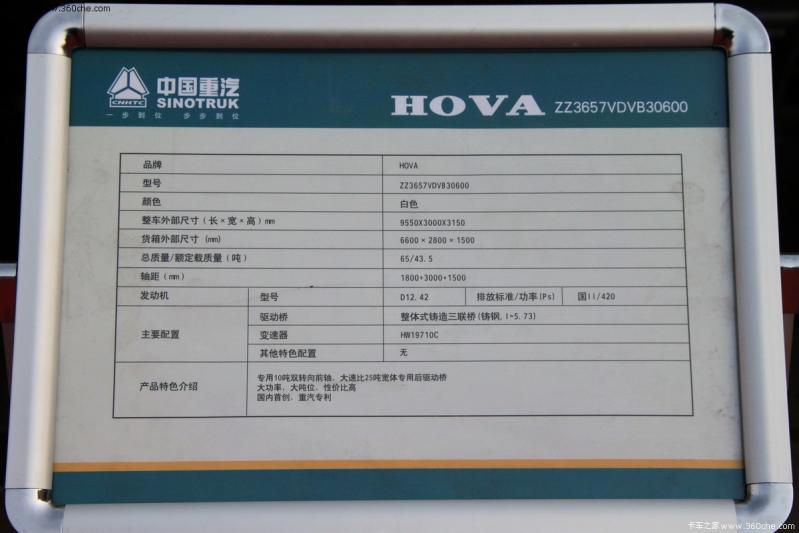 www.360che.com
中国重汽
CNHTC
SINOTRUK
一步到位 步步到位
HOVA ZZ3657VDVB30600
品牌 HOVA
型号 ZZ3657VDVB30600
颜色 白色
整车外部尺寸(长×宽×高)mm 9550X3000X3150
货箱外部尺寸(mm) 6600×2800×1500
总质量/额定载质量(吨) 65/43.5
轴距(mm) 1800+3000+1500
发动机 型号 D12.42 排放标准/功率(Ps) 国II/420
主要配置 驱动桥 整体式铸造三联桥(铸钢,I=5.73)
变速器 HW19710C
其他特色配置 无
产品特色介绍 专用10吨双转向前轴、大速比25吨宽体专用后驱动桥
大功率、大吨位、性价比高
国内首创、重汽专利
卡车之家 www.360che.com